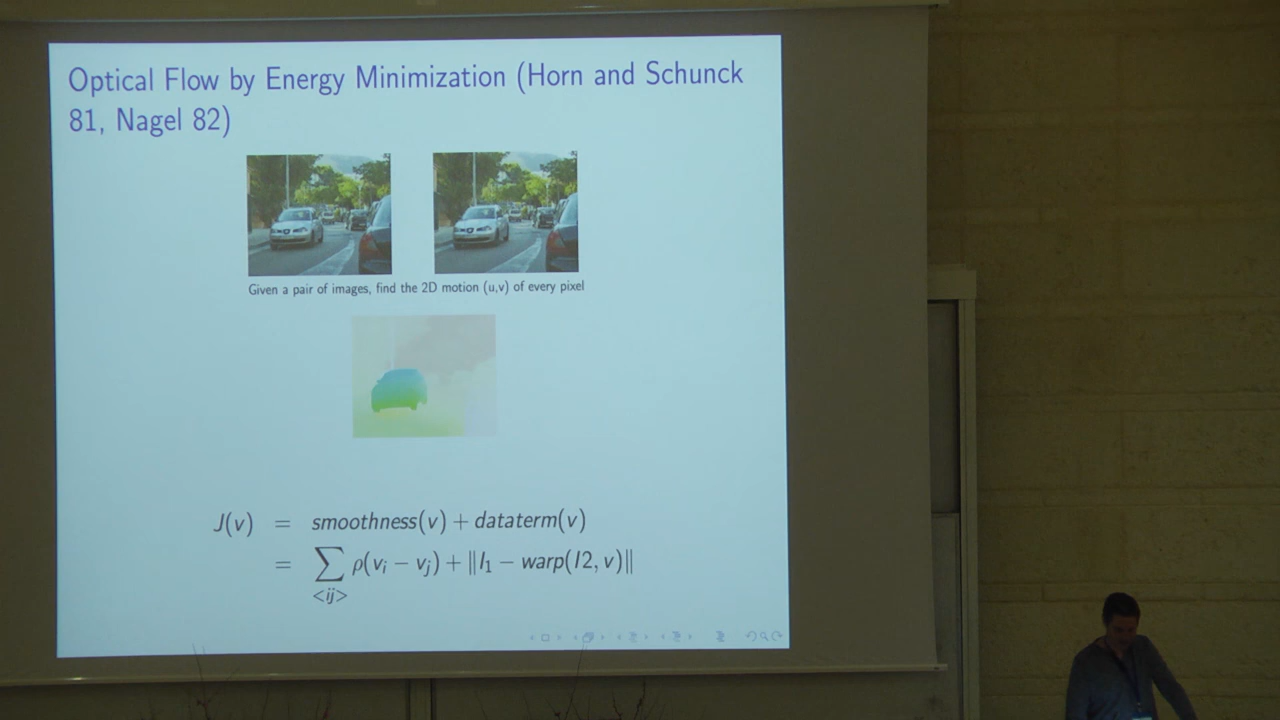 Optical Flow by Energy Minimization (Horn and Schunck
81, Nagel 82)
Given a pair of images, find the 2D motion (u,v) of every pixel
J(v) = smoothness(v) + dataterm(v)
= ∑ ρ(v_i − v_j) + ‖I_1 − warp(I2, v)‖
<ij>